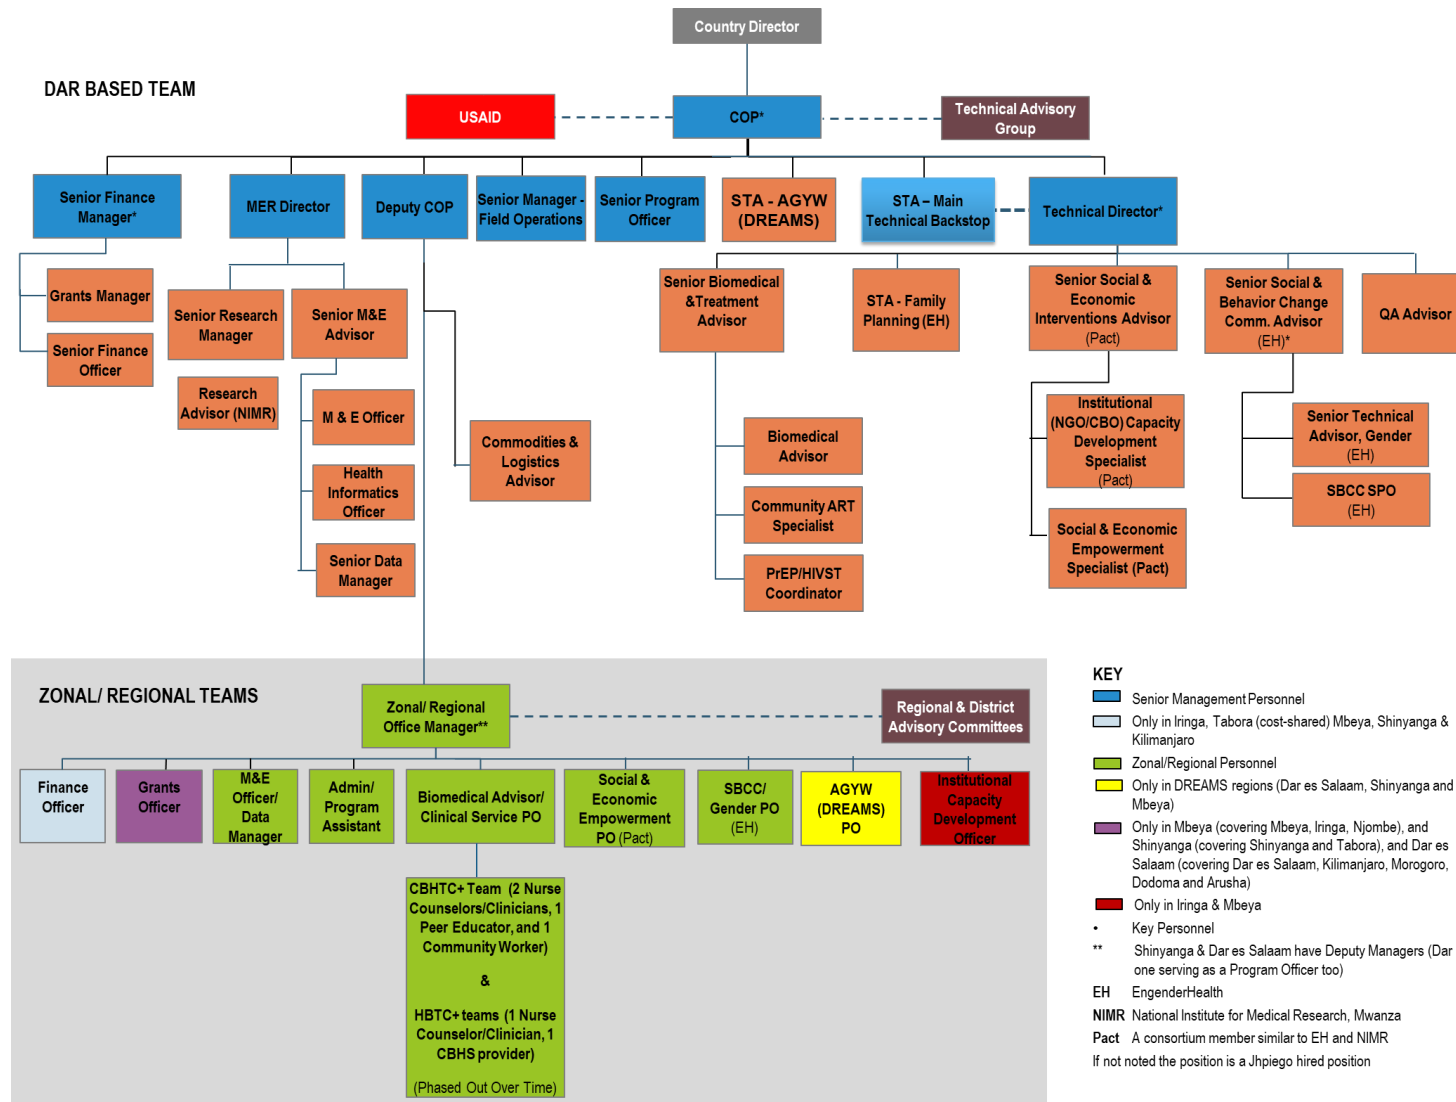 Country Director
DAR BASED TEAM
USAID
COP*
Technical Advisory
Group
Senior Finance
Manager*
MER Director
Deputy COP
Senior Manager -
Field Operations
Senior Program
Officer
STA - AGYW
(DREAMS)
STA – Main
Technical Backstop
Technical Director*
Grants Manager
Senior Finance
Officer
Senior Research
Manager
Senior M&E
Advisor
Research
Advisor (NIMR)
M & E Officer
Health
Informatics
Officer
Senior Data
Manager
Commodities &
Logistics
Advisor
Senior Biomedical
&Treatment
Advisor
STA - Family
Planning (EH)
Senior Social &
Economic
Interventions Advisor
(Pact)
Senior Social &
Behavior Change
Comm. Advisor
(EH)*
QA Advisor
Biomedical
Advisor
Community ART
Specialist
PrEP/HIVST
Coordinator
Institutional
(NGO/CBO) Capacity
Development
Specialist
(Pact)
Social & Economic
Empowerment
Specialist (Pact)
Senior Technical
Advisor, Gender
(EH)
SBCC SPO
(EH)
ZONAL/ REGIONAL TEAMS
Zonal/ Regional
Office Manager**
Regional & District
Advisory Committees
Finance
Officer
Grants
Officer
M&E
Officer/
Data
Manager
Admin/
Program
Assistant
Biomedical Advisor/
Clinical Service PO
Social &
Economic
Empowerment
PO (Pact)
SBCC/
Gender PO
(EH)
AGYW
(DREAMS)
PO
Institutional
Capacity
Development
Officer
CBHTC+ Team (2 Nurse
Counselors/Clinicians, 1
Peer Educator, and 1
Community Worker)
&
HBTC+ teams (1 Nurse
Counselor/Clinician, 1
CBHS provider)
(Phased Out Over Time)
KEY
Senior Management Personnel
Only in Iringa, Tabora (cost-shared) Mbeya, Shinyanga &
Kilimanjaro
Zonal/Regional Personnel
Only in DREAMS regions (Dar es Salaam, Shinyanga and
Mbeya)
Only in Mbeya (covering Mbeya, Iringa, Njombe), and
Shinyanga (covering Shinyanga and Tabora), and Dar es
Salaam (covering Dar es Salaam, Kilimanjaro, Morogoro,
Dodoma and Arusha)
Only in Iringa & Mbeya
• Key Personnel
** Shinyanga & Dar es Salaam have Deputy Managers (Dar
one serving as a Program Officer too)
EH EngenderHealth
NIMR National Institute for Medical Research, Mwanza
Pact A consortium member similar to EH and NIMR
If not noted the position is a Jhpiego hired position